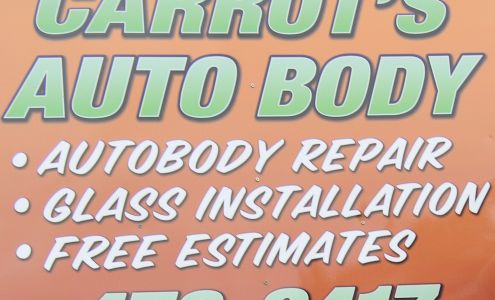 CARROT'S
AUTO BODY
• AUTOBODY REPAIR
• GLASS INSTALLATION
• FREE ESTIMATES